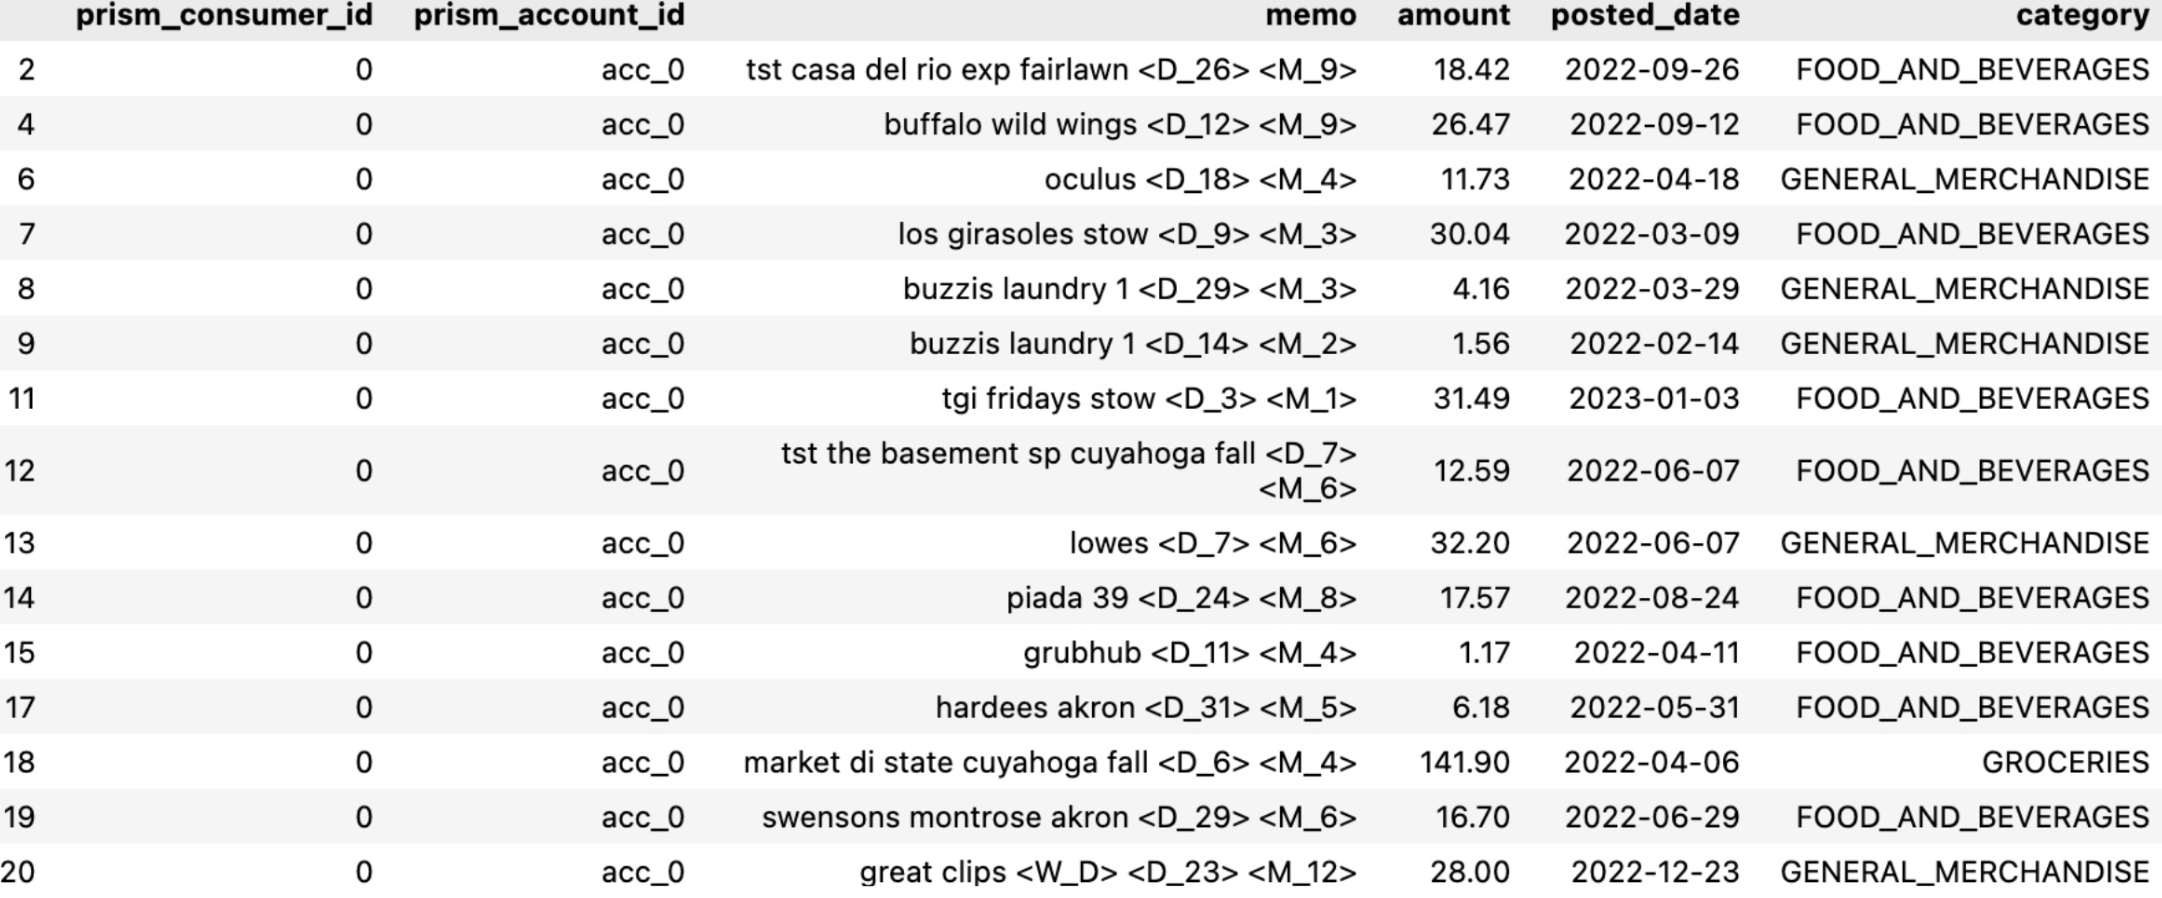 prism_consumer_id prism_account_id memo amount posted_date category
2 0 acc_0 tst casa del rio exp fairlawn <D_26> <M_9> 18.42 2022-09-26 FOOD_AND_BEVERAGES
4 0 acc_0 buffalo wild wings <D_12> <M_9> 26.47 2022-09-12 FOOD_AND_BEVERAGES
6 0 acc_0 oculus <D_18> <M_4> 11.73 2022-04-18 GENERAL_MERCHANDISE
7 0 acc_0 los girasoles stow <D_9> <M_3> 30.04 2022-03-09 FOOD_AND_BEVERAGES
8 0 acc_0 buzzis laundry 1 <D_29> <M_3> 4.16 2022-03-29 GENERAL_MERCHANDISE
9 0 acc_0 buzzis laundry 1 <D_14> <M_2> 1.56 2022-02-14 GENERAL_MERCHANDISE
11 0 acc_0 tgi fridays stow <D_3> <M_1> 31.49 2023-01-03 FOOD_AND_BEVERAGES
12 0 acc_0 tst the basement sp cuyahoga fall <D_7>
<M_6> 12.59 2022-06-07 FOOD_AND_BEVERAGES
13 0 acc_0 lowes <D_7> <M_6> 32.20 2022-06-07 GENERAL_MERCHANDISE
14 0 acc_0 piada 39 <D_24> <M_8> 17.57 2022-08-24 FOOD_AND_BEVERAGES
15 0 acc_0 grubhub <D_11> <M_4> 1.17 2022-04-11 FOOD_AND_BEVERAGES
17 0 acc_0 hardees akron <D_31> <M_5> 6.18 2022-05-31 FOOD_AND_BEVERAGES
18 0 acc_0 market di state cuyahoga fall <D_6> <M_4> 141.90 2022-04-06 GROCERIES
19 0 acc_0 swensons montrose akron <D_29> <M_6> 16.70 2022-06-29 FOOD_AND_BEVERAGES
20 0 acc_0 great clips <W_D> <D_23> <M_12> 28.00 2022-12-23 GENERAL_MERCHANDISE